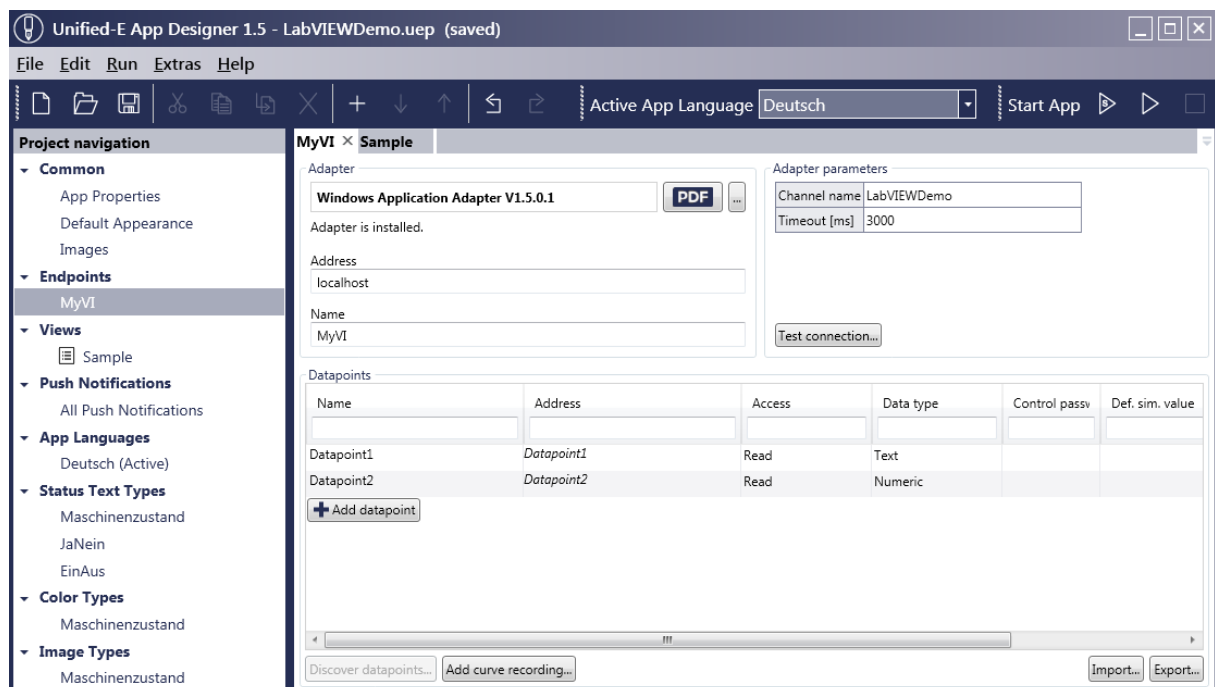 Unified-E App Designer 1.5 - LabVIEWDemo.uep (saved)
File Edit Run Extras Help
Active App Language Deutsch Start App
Project navigation
Common
App Properties
Default Appearance
Images
Endpoints
MyVI
Views
Sample
Push Notifications
All Push Notifications
App Languages
Deutsch (Active)
Status Text Types
Maschinenzustand
JaNein
EinAus
Color Types
Maschinenzustand
Image Types
Maschinenzustand
MyVI Sample
Adapter
Windows Application Adapter V1.5.0.1 PDF ...
Adapter is installed.
Address
localhost
Name
MyVI
Adapter parameters
Channel name LabVIEWDemo
Timeout [ms] 3000
Test connection...
Datapoints
Name Address Access Data type Control passv Def. sim. value
Datapoint1 Datapoint1 Read Text
Datapoint2 Datapoint2 Read Numeric
Add datapoint
Discover datapoints... Add curve recording... Import... Export...